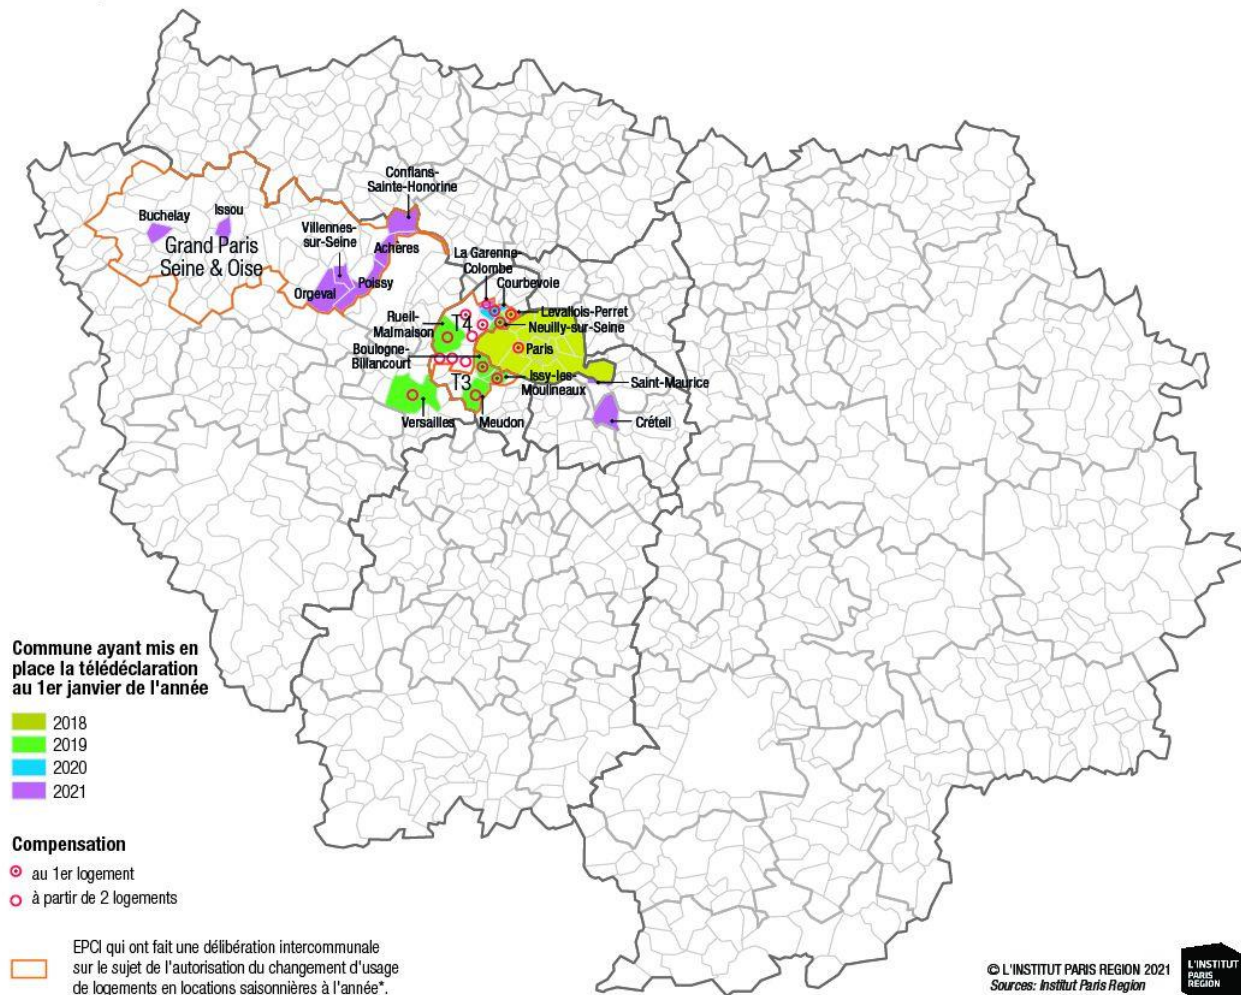 Conflans-
Sainte-Honorine
Buchelay
Issou
Villennes-
sur-Seine
Grand Paris
Seine & Oise
Achères
La Garenne-
Colombe
Courbevoie
Orgeval
Poissy
Levallois-Perret
Rueil-
Malmaison
T4
Neuilly-sur-Seine
Boulogne-
Billancourt
Paris
T3
Issy-les-
Moulineaux
Saint-Maurice
Versailles
Meudon
Créteil
Commune ayant mis en
place la télédéclaration
au 1er janvier de l'année
2018
2019
2020
2021
Compensation
au 1er logement
à partir de 2 logements
EPCI qui ont fait une délibération intercommunale
sur le sujet de l'autorisation du changement d'usage
de logements en locations saisonnières à l'année*.
© L'INSTITUT PARIS REGION 2021
Sources: Institut Paris Region
L'INSTITUT
PARIS
REGION